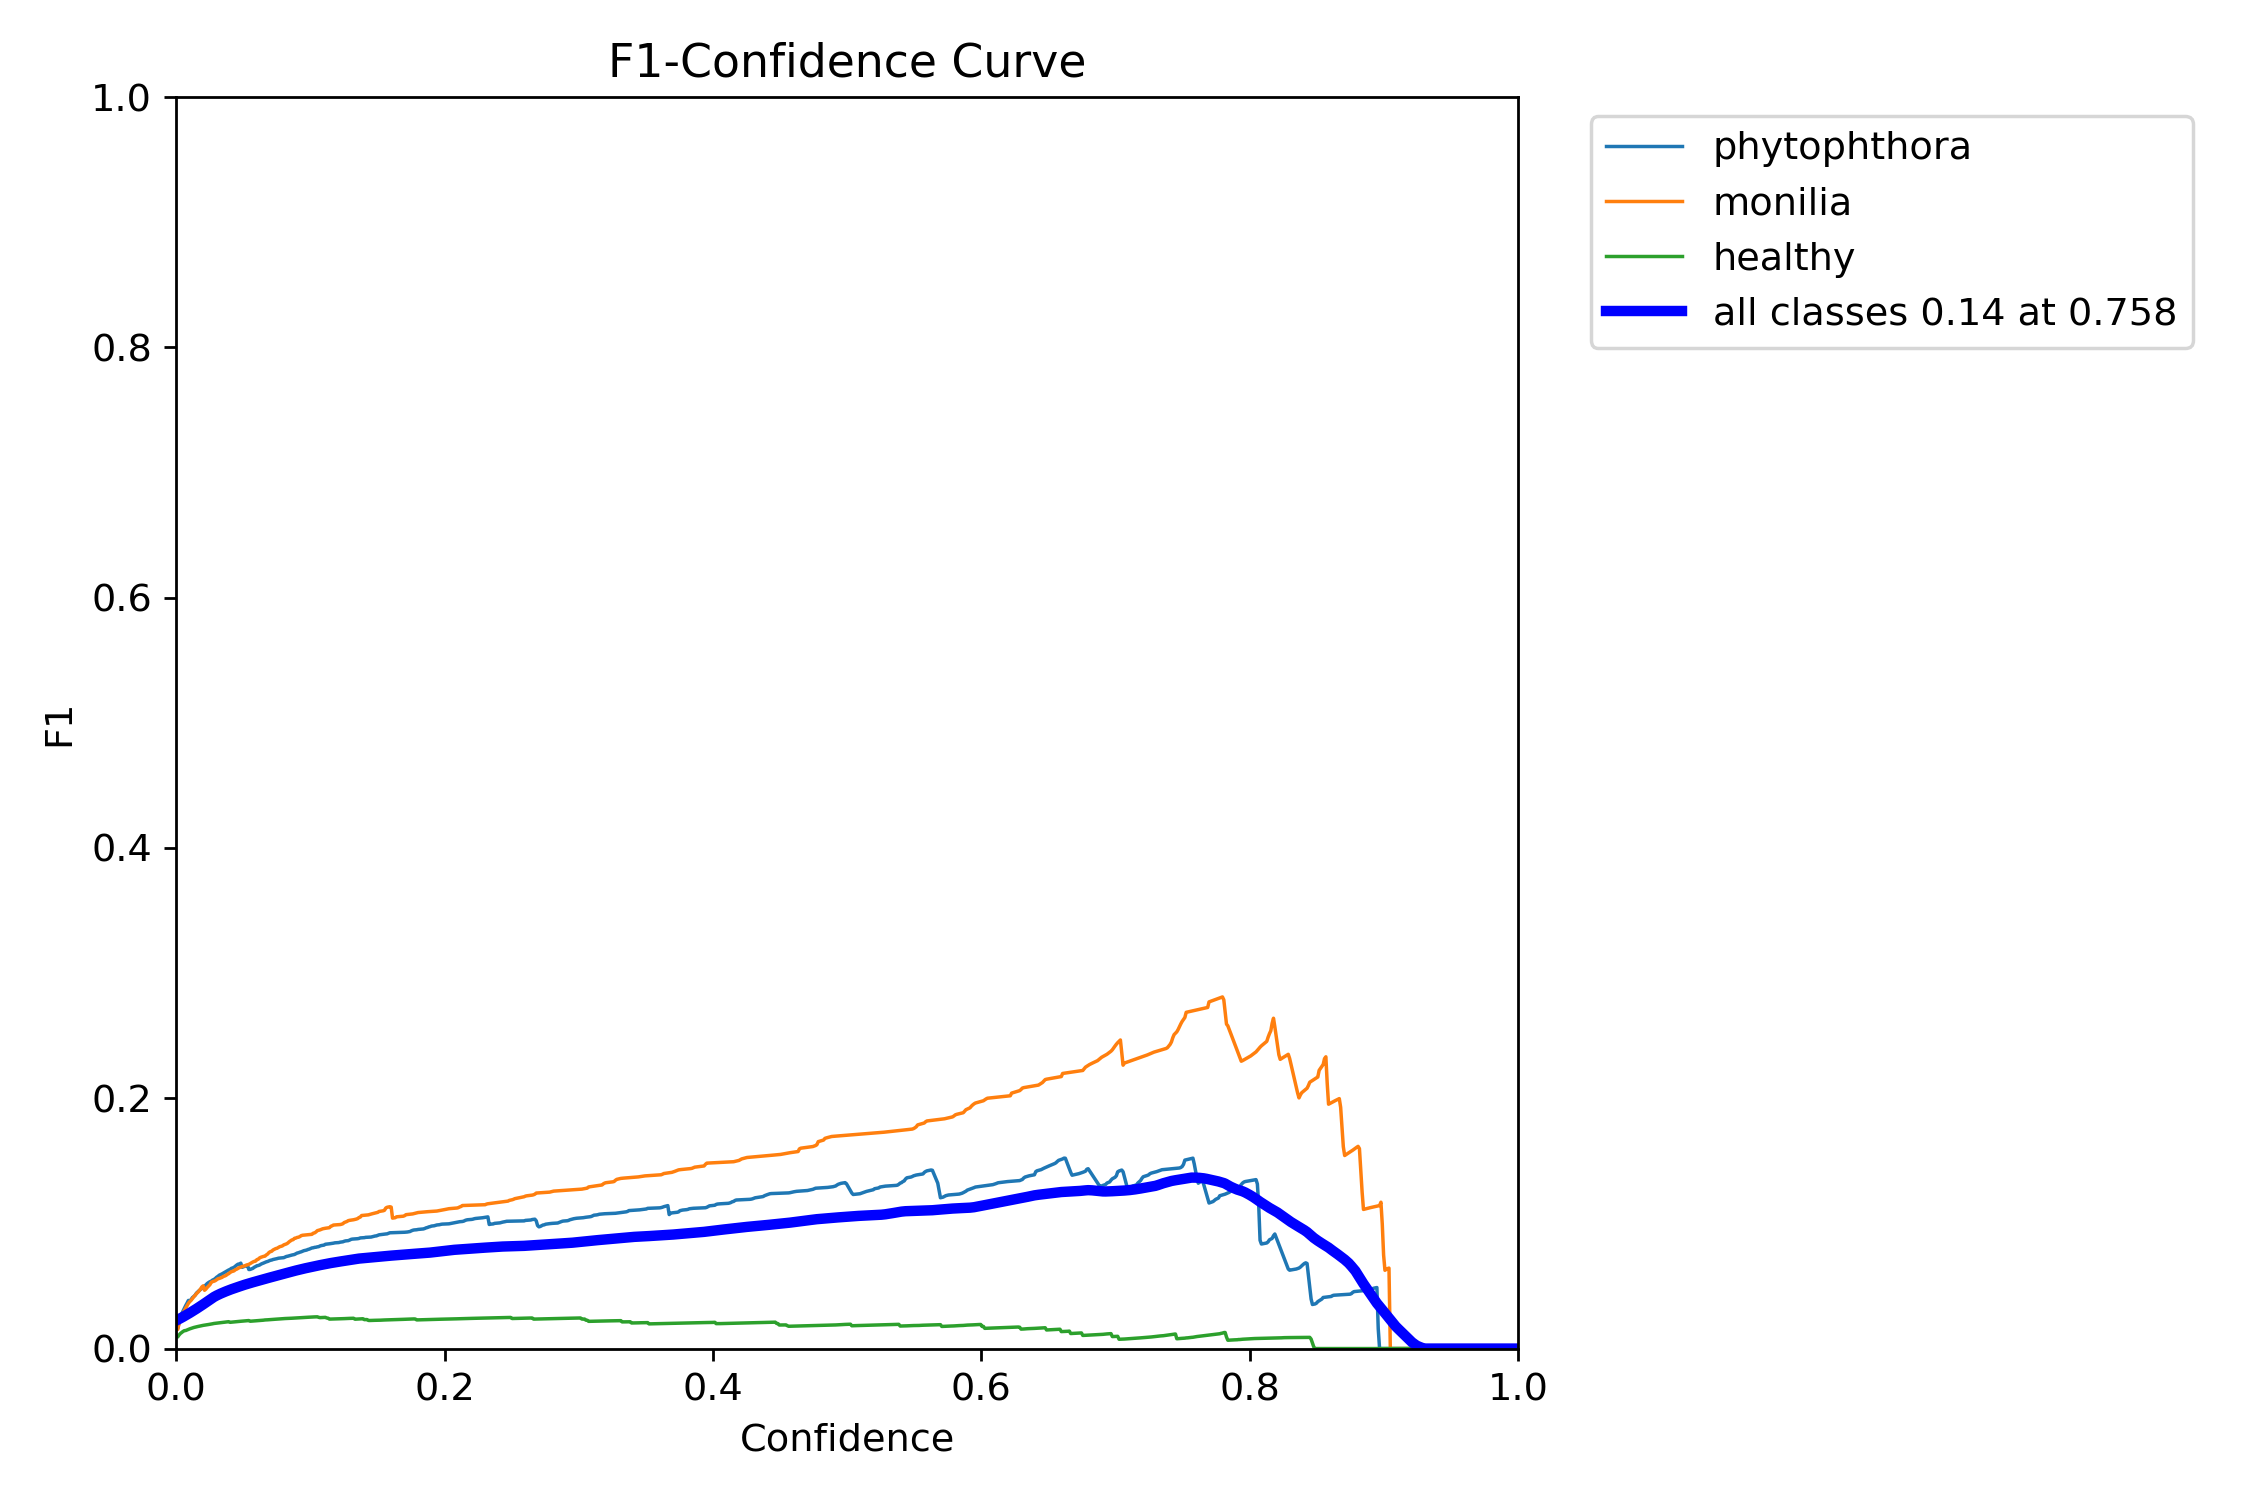 F1-Confidence Curve
1.0
0.8
0.6
0.4
0.2
0.0
F1
0.0 0.2 0.4 0.6 0.8 1.0
Confidence
phytophthora
monilia
healthy
all classes 0.14 at 0.758